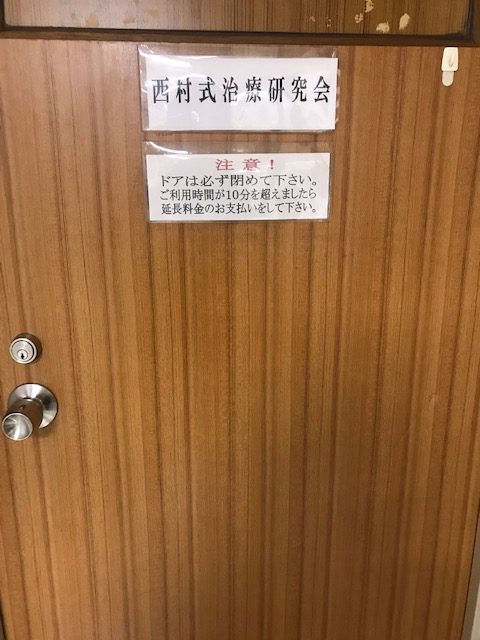 西村式治療研究会
注意！
ドアは必ず閉めて下さい。
ご利用時間が10分を超えましたら
延長料金のお支払いをして下さい。